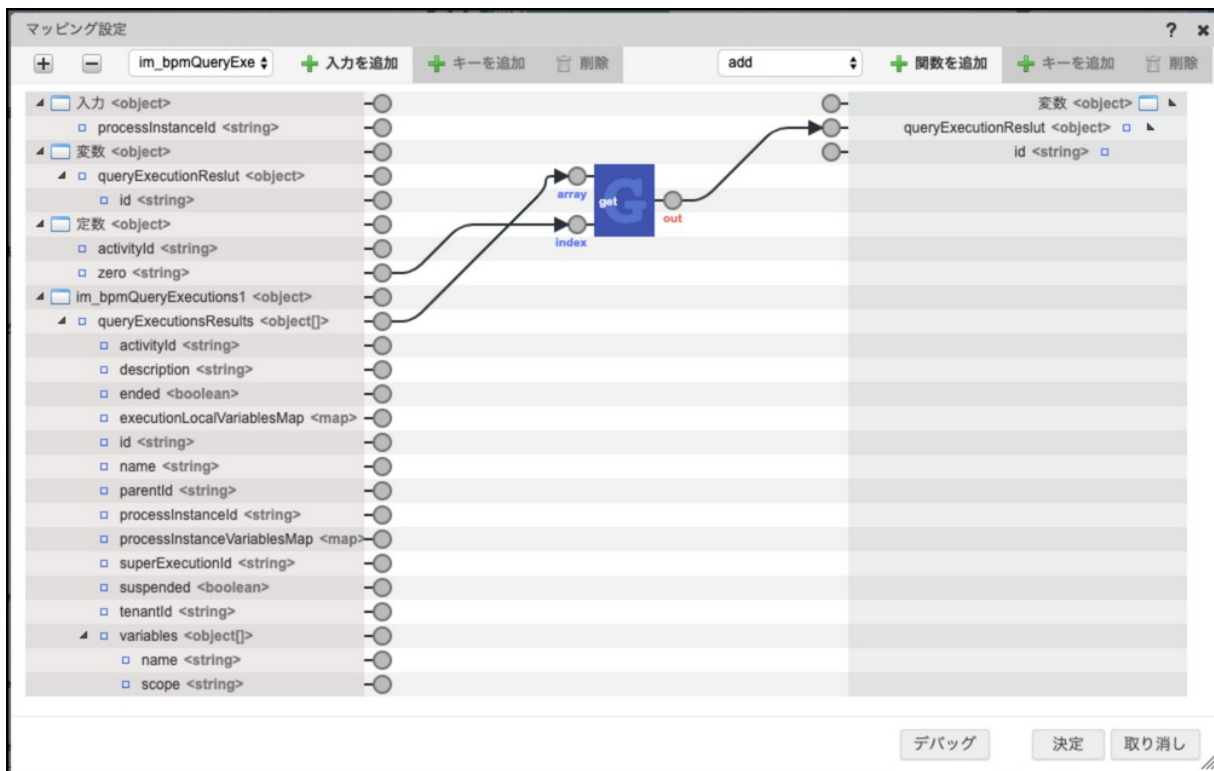 マッピング設定 ? ×
+ − im_bpmQueryExe 入力を追加 キーを追加 削除 add 関数を追加 キーを追加 削除
入力 <object> 変数 <object>
processInstanceId <string> queryExecutionReslut <object>
変数 <object> id <string>
queryExecutionReslut <object>
id <string>
定数 <object>
activityId <string>
zero <string>
im_bpmQueryExecutions1 <object>
queryExecutionsResults <object[]>
activityId <string>
description <string>
ended <boolean>
executionLocalVariablesMap <map>
id <string>
name <string>
parentId <string>
processInstanceId <string>
processInstanceVariablesMap <map>
superExecutionId <string>
suspended <boolean>
tenantId <string>
variables <object[]>
name <string>
scope <string>
array
G
get
out
index
デバッグ 決定 取り消し